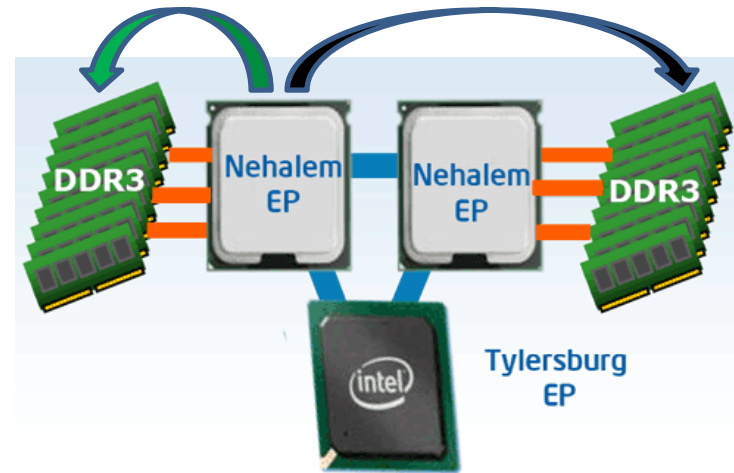 DDR3
Nehalem
EP
Nehalem
EP
DDR3
intel
Tylersburg
EP